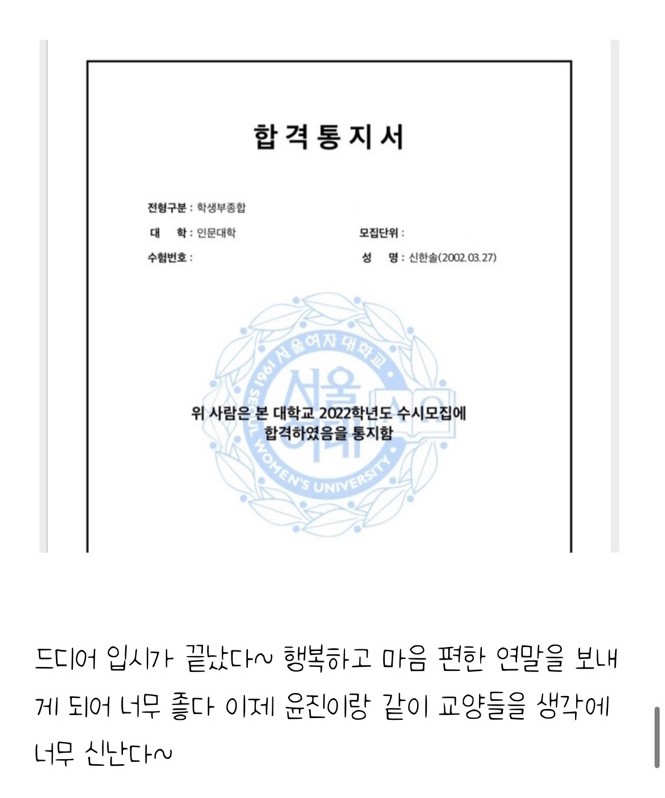 합격통지서
전형구분 : 학생부종합
대 학 : 인문대학
모집단위 :
수험번호 :
성 명 : 신한솔(2002.03.27)
서울여자대학교
서울
여대
SEOUL WOMEN'S UNIVERSITY 1961
위 사람은 본 대학교 2022학년도 수시모집에
합격하였음을 통지함
드디어 입시가 끝났다~ 행복하고 마음 편한 연말을 보내
게 되어 너무 좋다 이제 윤진이랑 같이 교양들을 생각에
너무 신난다~